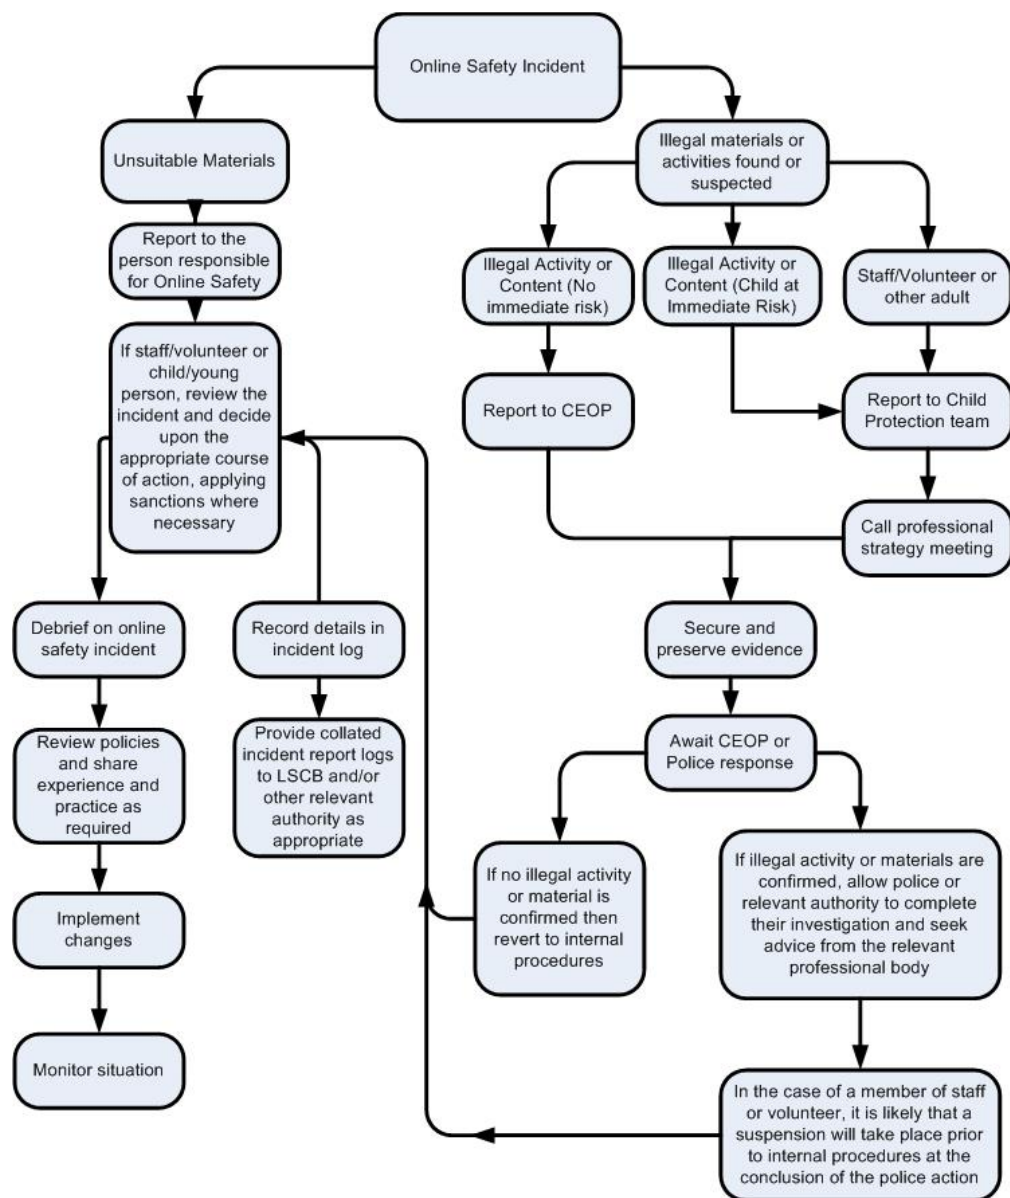 Online Safety Incident
Unsuitable Materials
Report to the
person responsible
for Online Safety
If staff/volunteer or
child/young
person, review the
incident and decide
upon the
appropriate course
of action, applying
sanctions where
necessary
Debrief on online
safety incident
Review policies
and share
experience and
practice as
required
Implement
changes
Monitor situation
Record details in
incident log
Provide collated
incident report logs
to LSCB and/or
other relevant
authority as
appropriate
Illegal materials or
activities found or
suspected
Illegal Activity or
Content (No
immediate risk)
Illegal Activity or
Content (Child at
Immediate Risk)
Staff/Volunteer or
other adult
Report to CEOP
Report to Child
Protection team
Call professional
strategy meeting
Secure and
preserve evidence
Await CEOP or
Police response
If no illegal activity
or material is
confirmed then
revert to internal
procedures
If illegal activity or materials are
confirmed, allow police or
relevant authority to complete
their investigation and seek
advice from the relevant
professional body
In the case of a member of staff
or volunteer, it is likely that a
suspension will take place prior
to internal procedures at the
conclusion of the police action